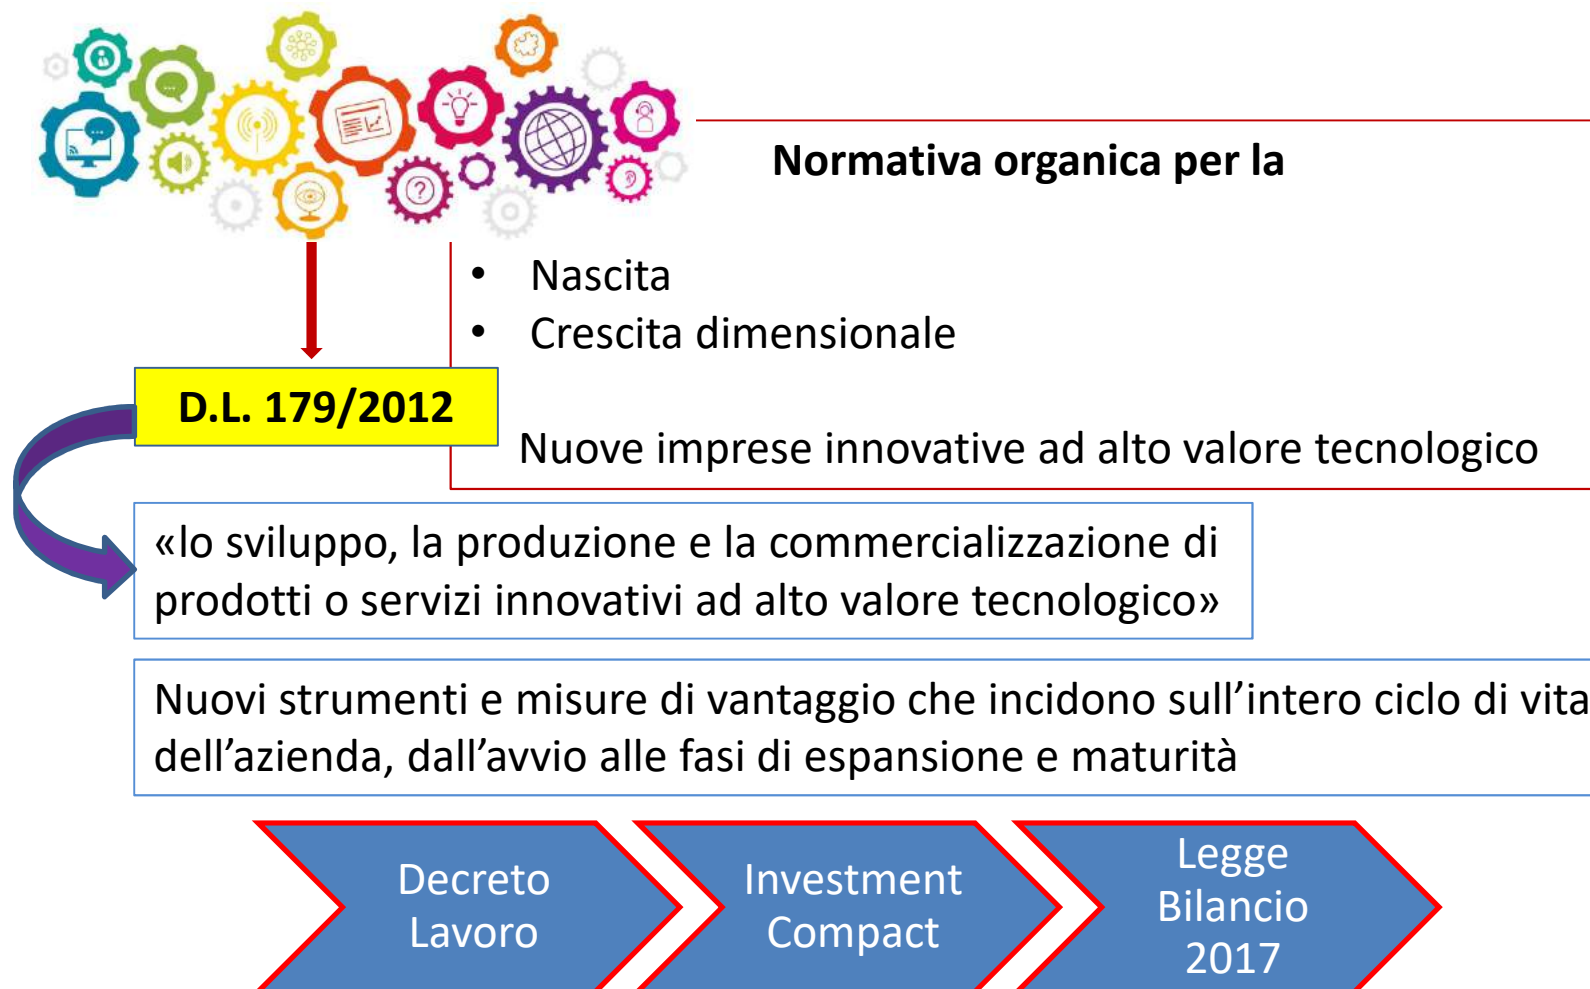 Normativa organica per la
• Nascita
• Crescita dimensionale
D.L. 179/2012
Nuove imprese innovative ad alto valore tecnologico
«lo sviluppo, la produzione e la commercializzazione di
prodotti o servizi innovativi ad alto valore tecnologico»
Nuovi strumenti e misure di vantaggio che incidono sull’intero ciclo di vita
dell’azienda, dall’avvio alle fasi di espansione e maturità
Decreto
Lavoro
Investment
Compact
Legge
Bilancio
2017